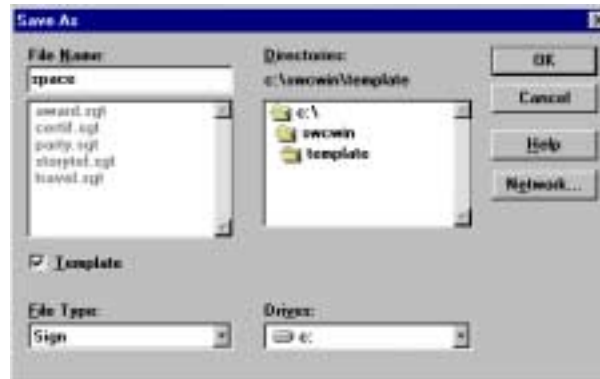 Save As
File Name:
space
award.sgt
certif.sgt
party.sgt
storytel.sgt
travel.sgt
Template
File Type:
Sign
Directories:
c:\swcwin\template
c:\
swcwin
template
Drives:
c:
OK
Cancel
Help
Network...